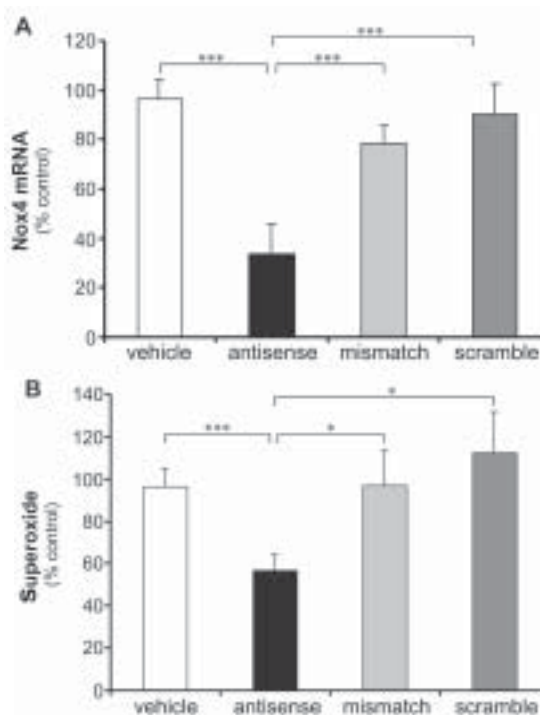 A
Nox4 mRNA
(% control)
120
100
80
60
40
20
0
***
***
***
vehicle antisense mismatch scramble
B
Superoxide
(% control)
140
120
100
80
60
40
20
0
*
***
*
vehicle antisense mismatch scramble